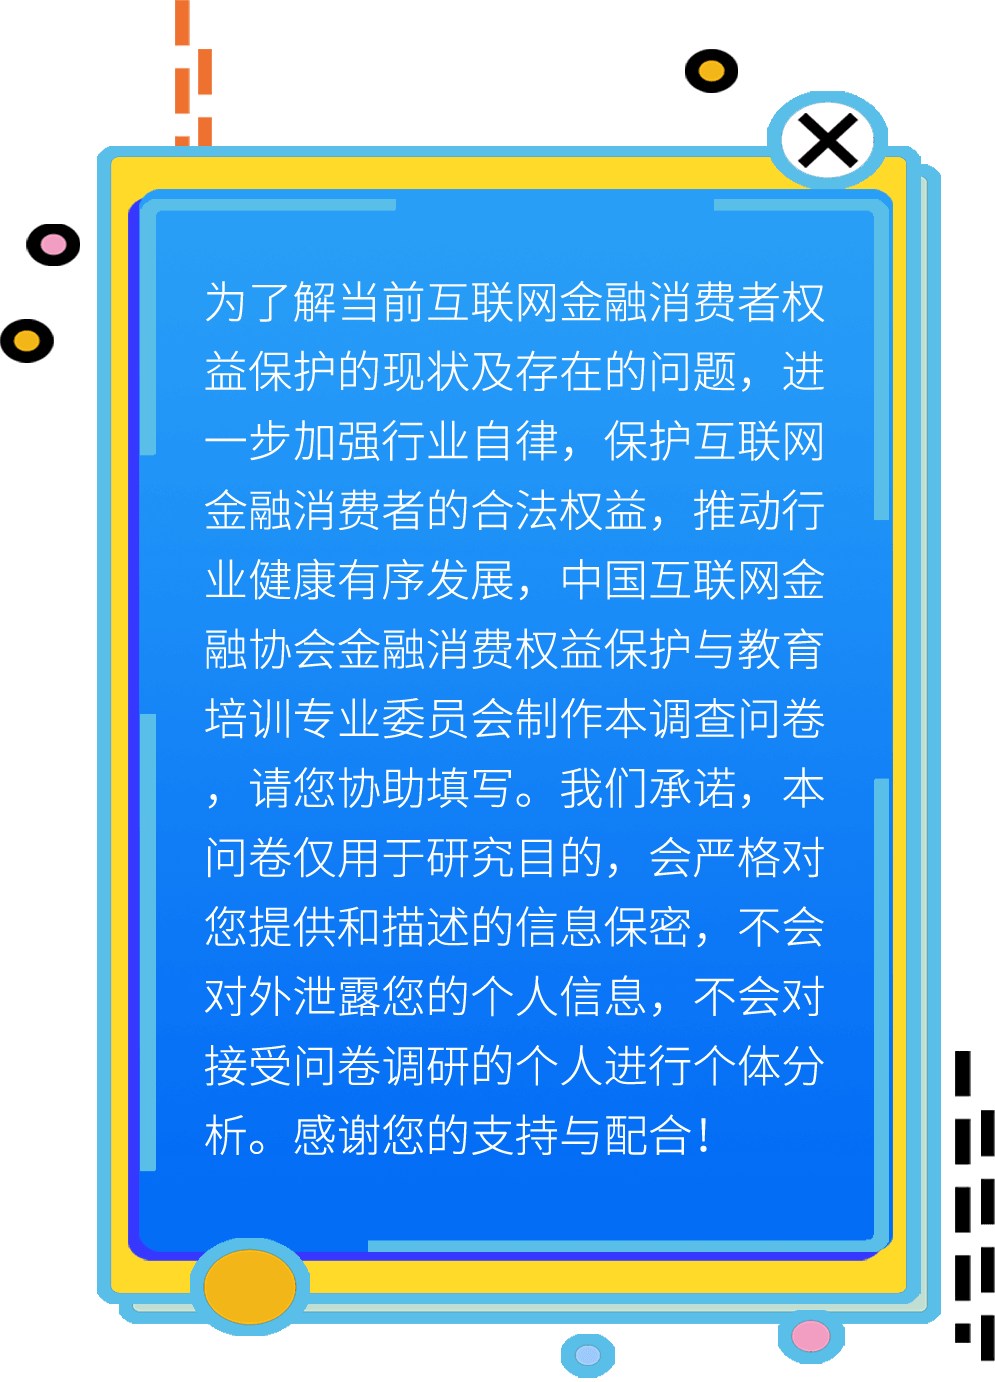 为了解当前互联网金融消费者权
益保护的现状及存在的问题，进
一步加强行业自律，保护互联网
金融消费者的合法权益，推动行
业健康有序发展，中国互联网金
融协会金融消费权益保护与教育
培训专业委员会制作本调查问卷
，请您协助填写。我们承诺，本
问卷仅用于研究目的，会严格对
您提供和描述的信息保密，不会
对外泄露您的个人信息，不会对
接受问卷调研的个人进行个体分
析。感谢您的支持与配合！